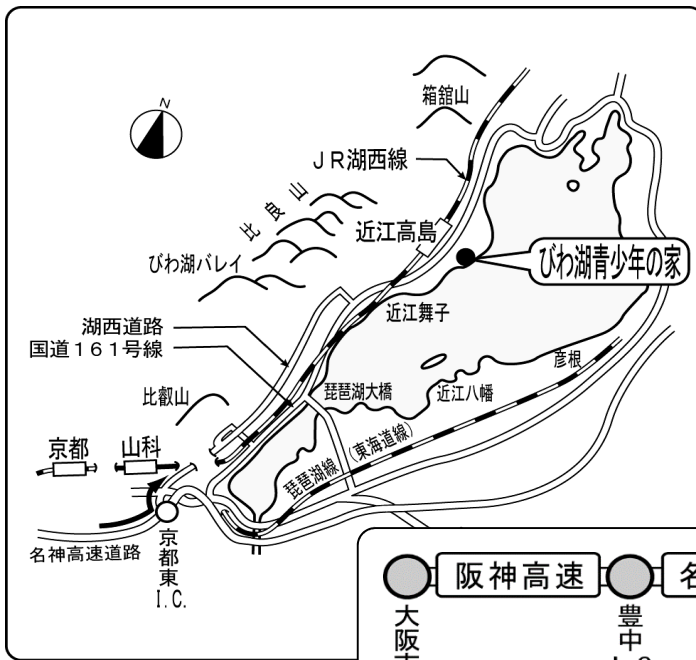 N
箱舘山
JR湖西線
比良山
近江高島
びわ湖バレイ
びわ湖青少年の家
近江舞子
湖西道路
国道161号線
彦根
比叡山
琵琶湖大橋
近江八幡
京都
山科
琵琶湖線
(東海道線)
名神高速道路
京都東I.C.
阪神高速
名
大阪
豊中